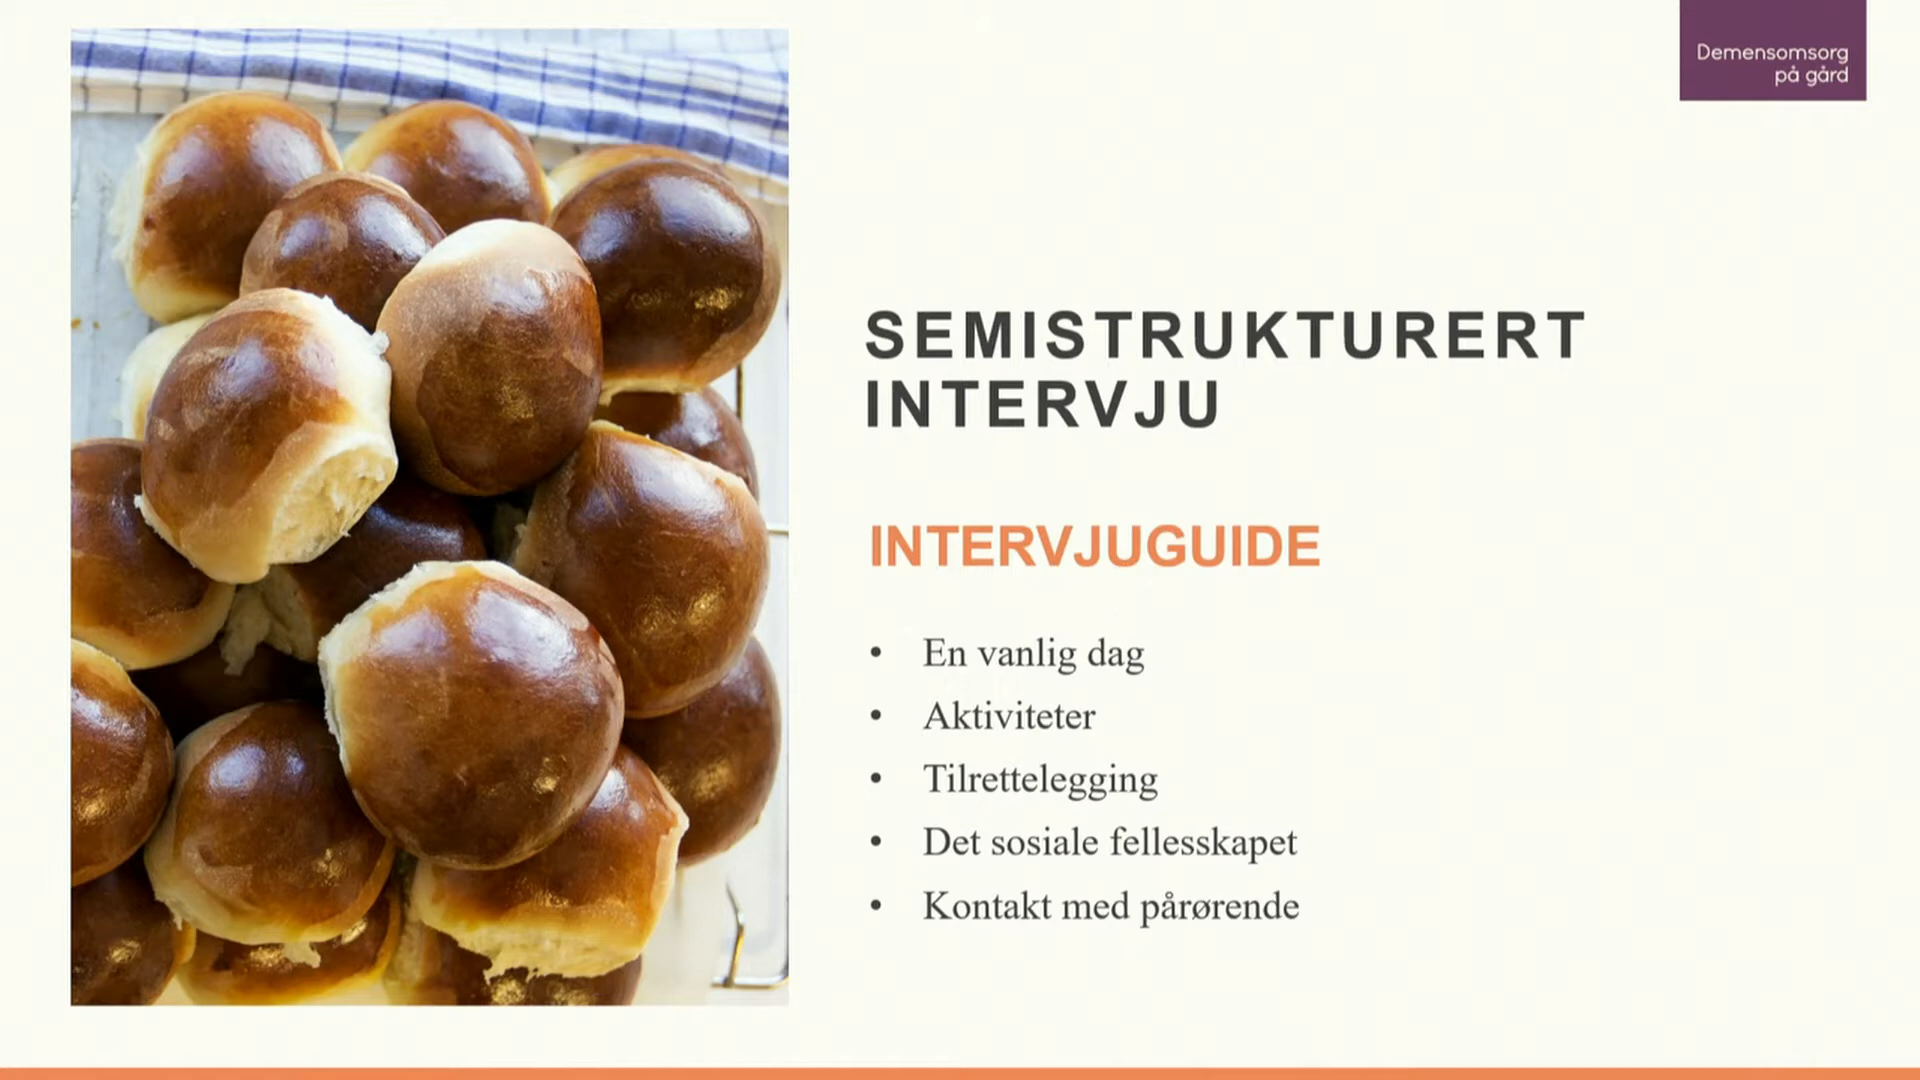 Demensomsorg
på gård
SEMISTRUKTURERT
INTERVJU
INTERVJUGUIDE
• En vanlig dag
• Aktiviteter
• Tilrettelegging
• Det sosiale fellesskapet
• Kontakt med pårørende